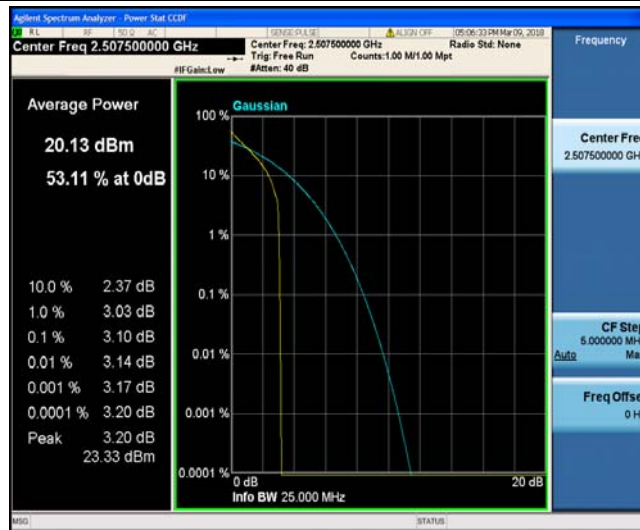 Agilent Spectrum Analyzer - Power Stat CCDF
RL RF 50 Ω AC SENSE:PULSE ALIGN OFF 05:06:33 PM Mar 09, 2018
Center Freq 2.507500000 GHz
Center Freq: 2.507500000 GHz Radio Std: None
Trig: Free Run Counts:1.00 M/1.00 Mpt
#IFGain:Low #Atten: 40 dB
Frequency
Average Power
20.13 dBm
53.11 % at 0dB
10.0 % 2.37 dB
1.0 % 3.03 dB
0.1 % 3.10 dB
0.01 % 3.14 dB
0.001 % 3.17 dB
0.0001 % 3.20 dB
Peak 3.20 dB
23.33 dBm
Gaussian
100 %
10 %
1 %
0.1 %
0.01 %
0.001 %
0.0001 %
0 dB 20 dB
Info BW 25.000 MHz
Center Fre
2.507500000 GH
CF Step
5.000000 MH
Auto Ma
Freq Offse
0 H
MSG STATUS